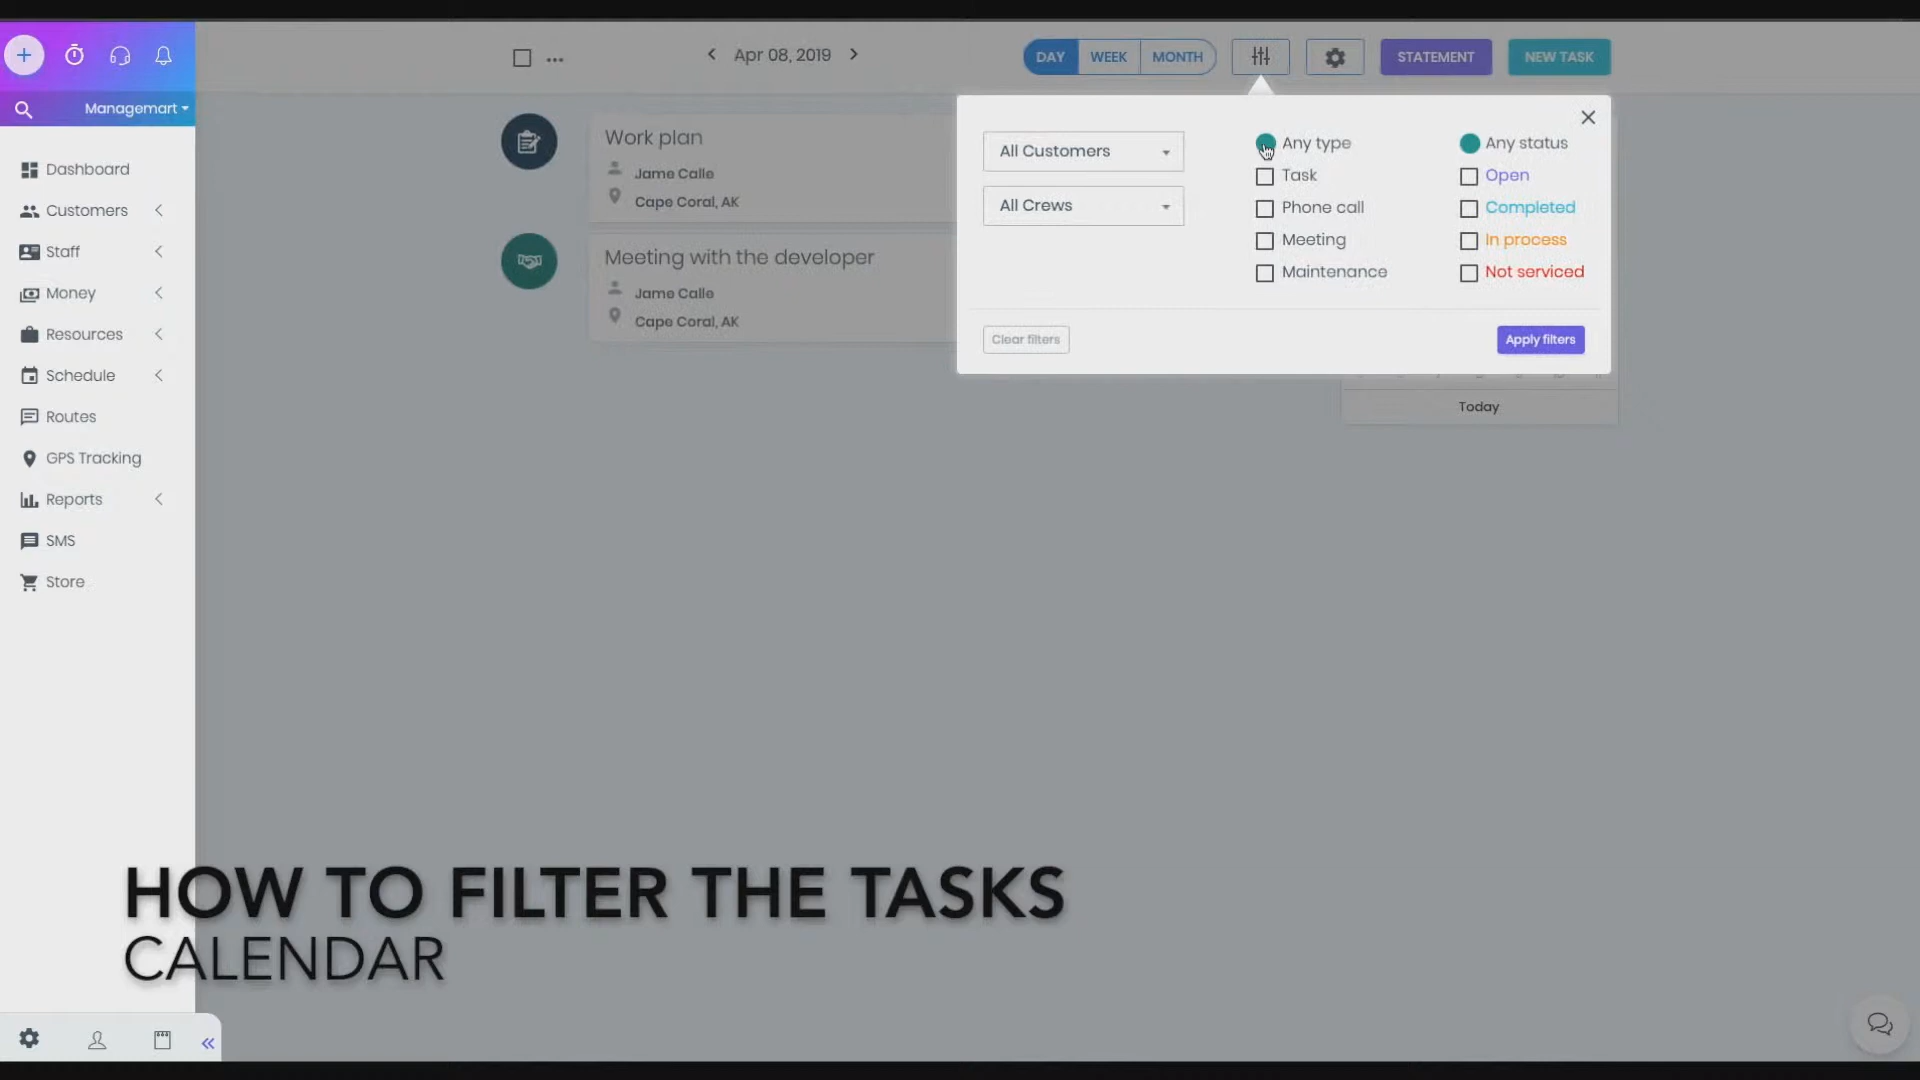 Apr 08, 2019
DAY
WEEK
MONTH
STATEMENT
NEW TASK
Managemart
Dashboard
Customers
Staff
Money
Resources
Schedule
Routes
GPS Tracking
Reports
SMS
Store
Work plan
Jame Calle
Cape Coral, AK
Meeting with the developer
Jame Calle
Cape Coral, AK
All Customers
All Crews
Any type
Task
Phone call
Meeting
Maintenance
Any status
Open
Completed
In process
Not serviced
Clear filters
Apply filters
Today
HOW TO FILTER THE TASKS
CALENDAR